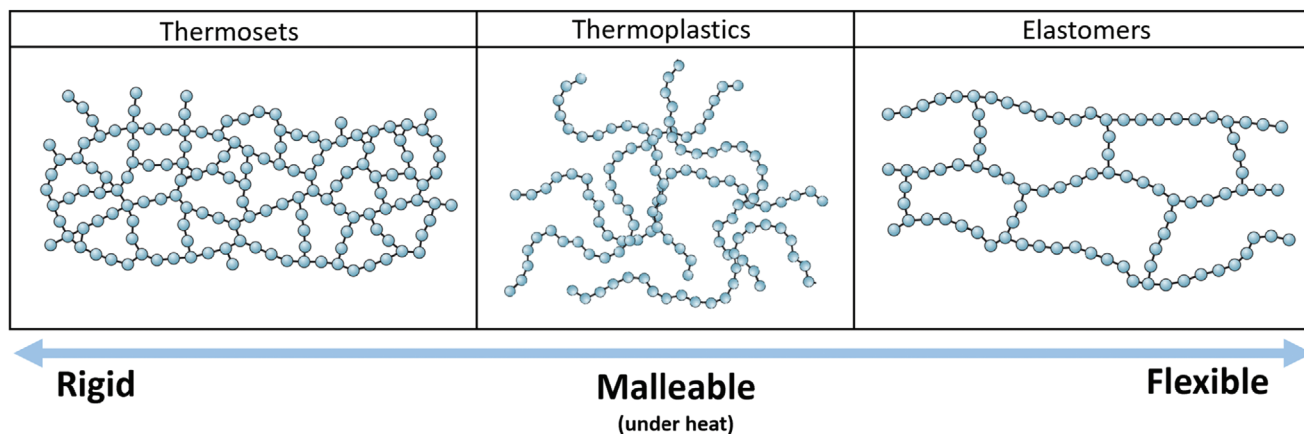 Thermosets
Thermoplastics
Elastomers
Rigid
Malleable
(under heat)
Flexible